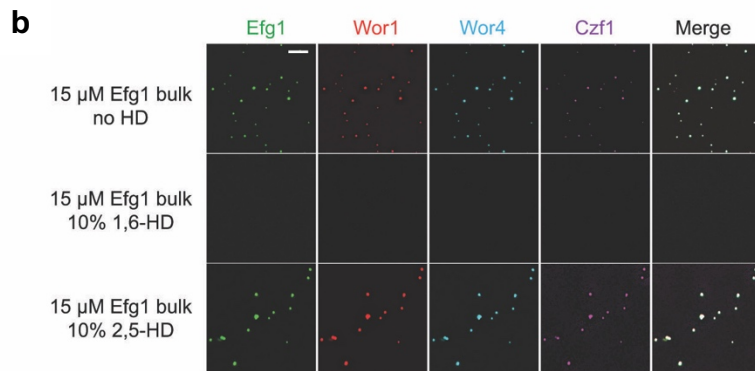 b
Efg1 Wor1 Wor4 Czf1 Merge
15 µM Efg1 bulk
no HD
15 µM Efg1 bulk
10% 1,6-HD
15 µM Efg1 bulk
10% 2,5-HD